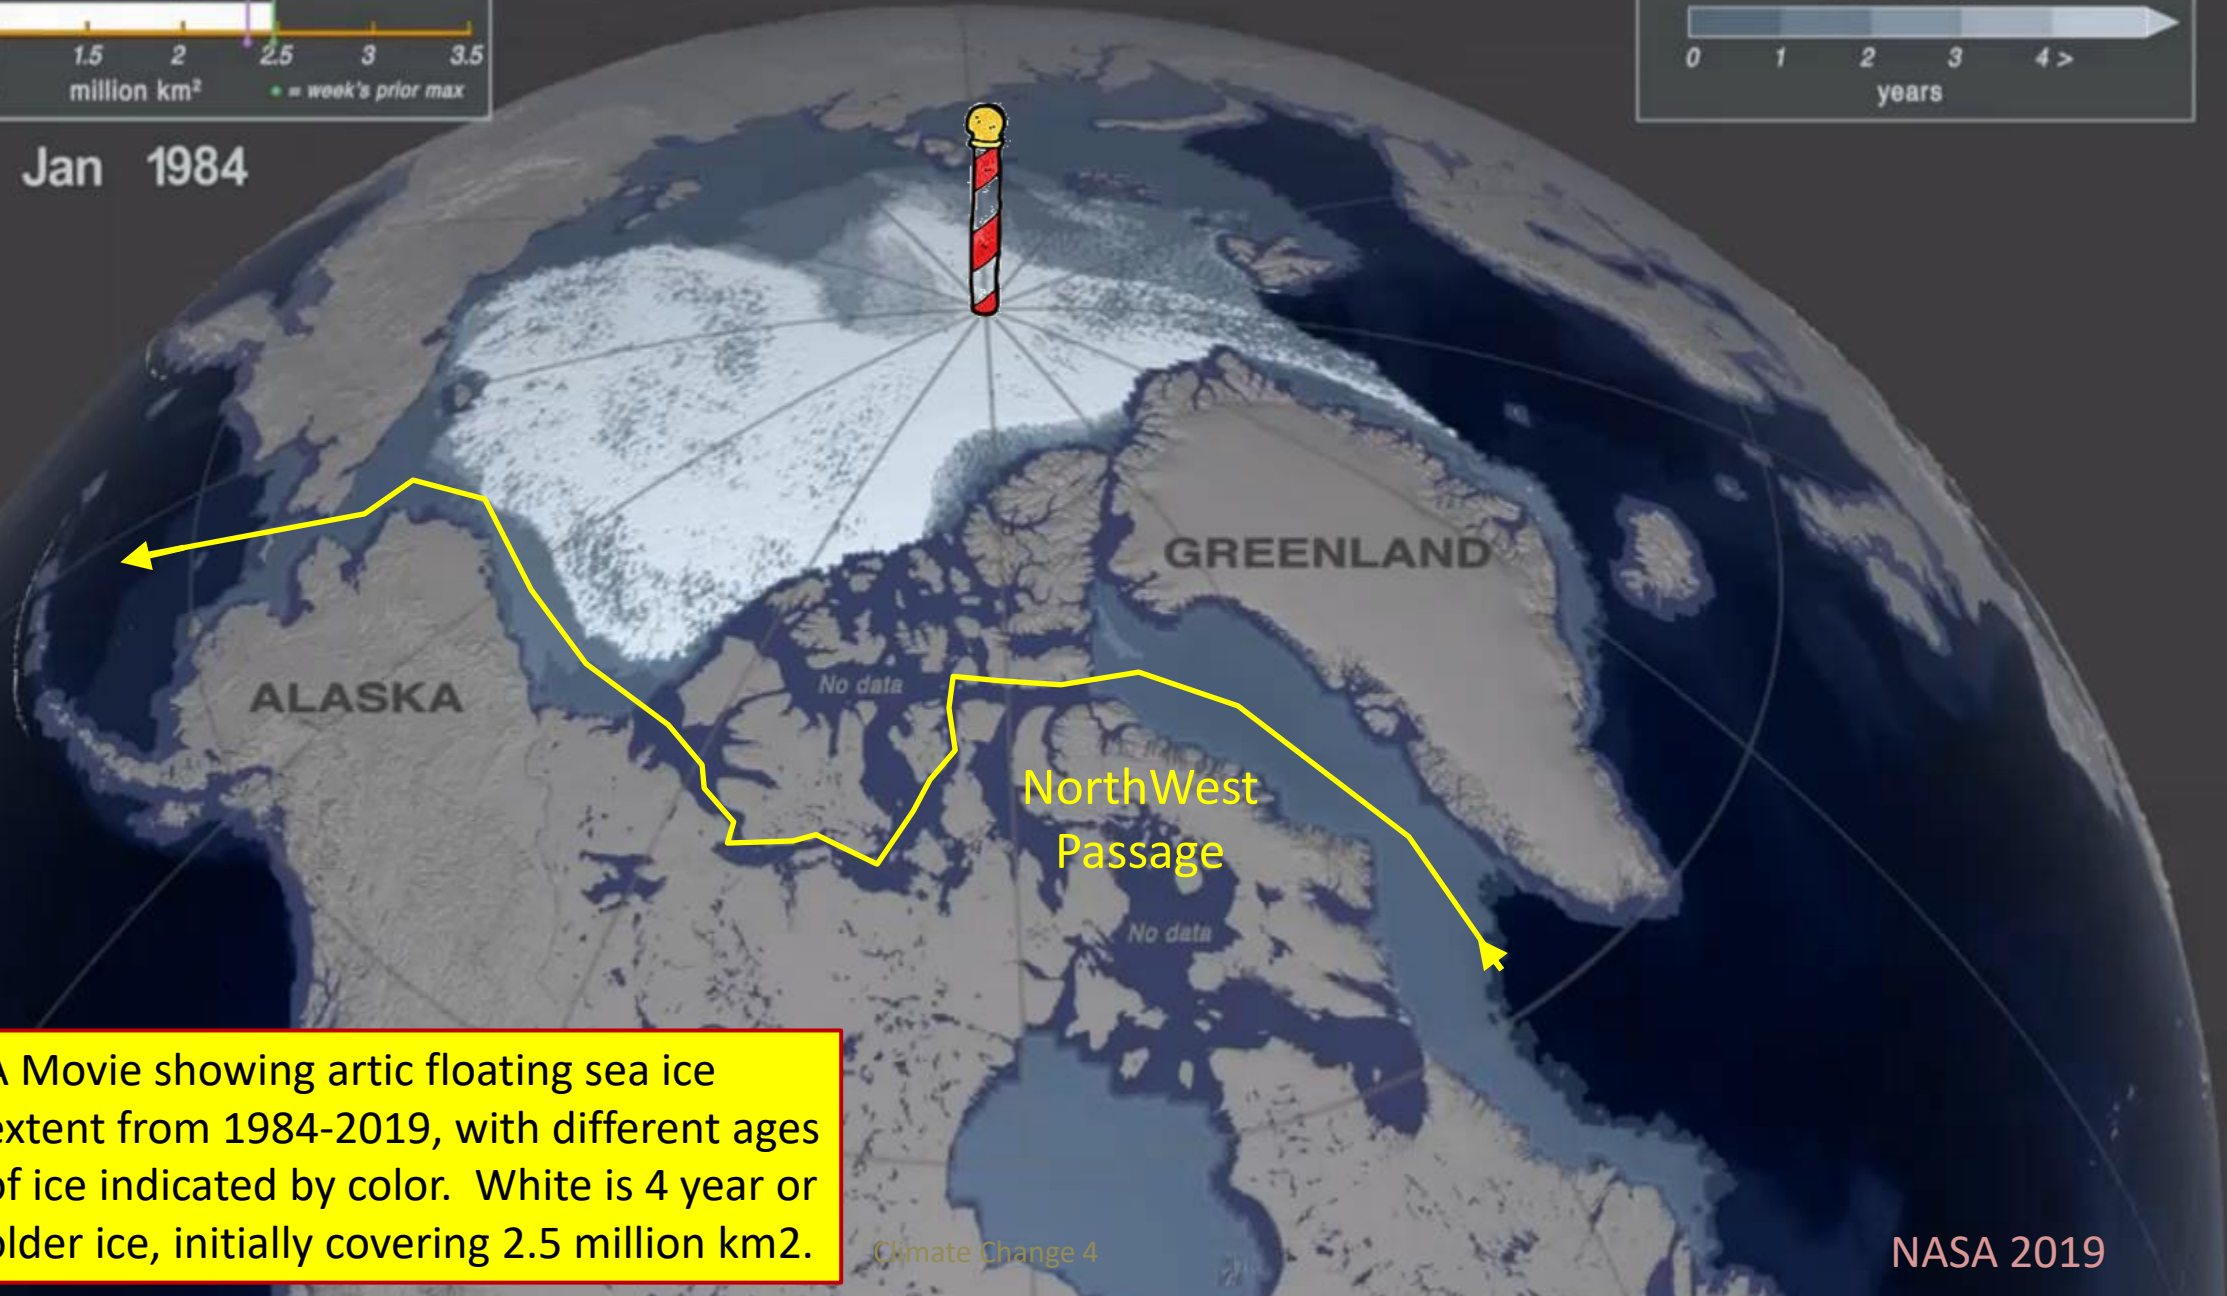 1.5 2 2.5 3 3.5
million km² = week's prior max
0 1 2 3 4 >
years
Jan 1984
GREENLAND
ALASKA
No data
NorthWest
Passage
No data
A Movie showing artic floating sea ice
extent from 1984-2019, with different ages
of ice indicated by color. White is 4 year or
older ice, initially covering 2.5 million km2.
Climate Change 4
NASA 2019